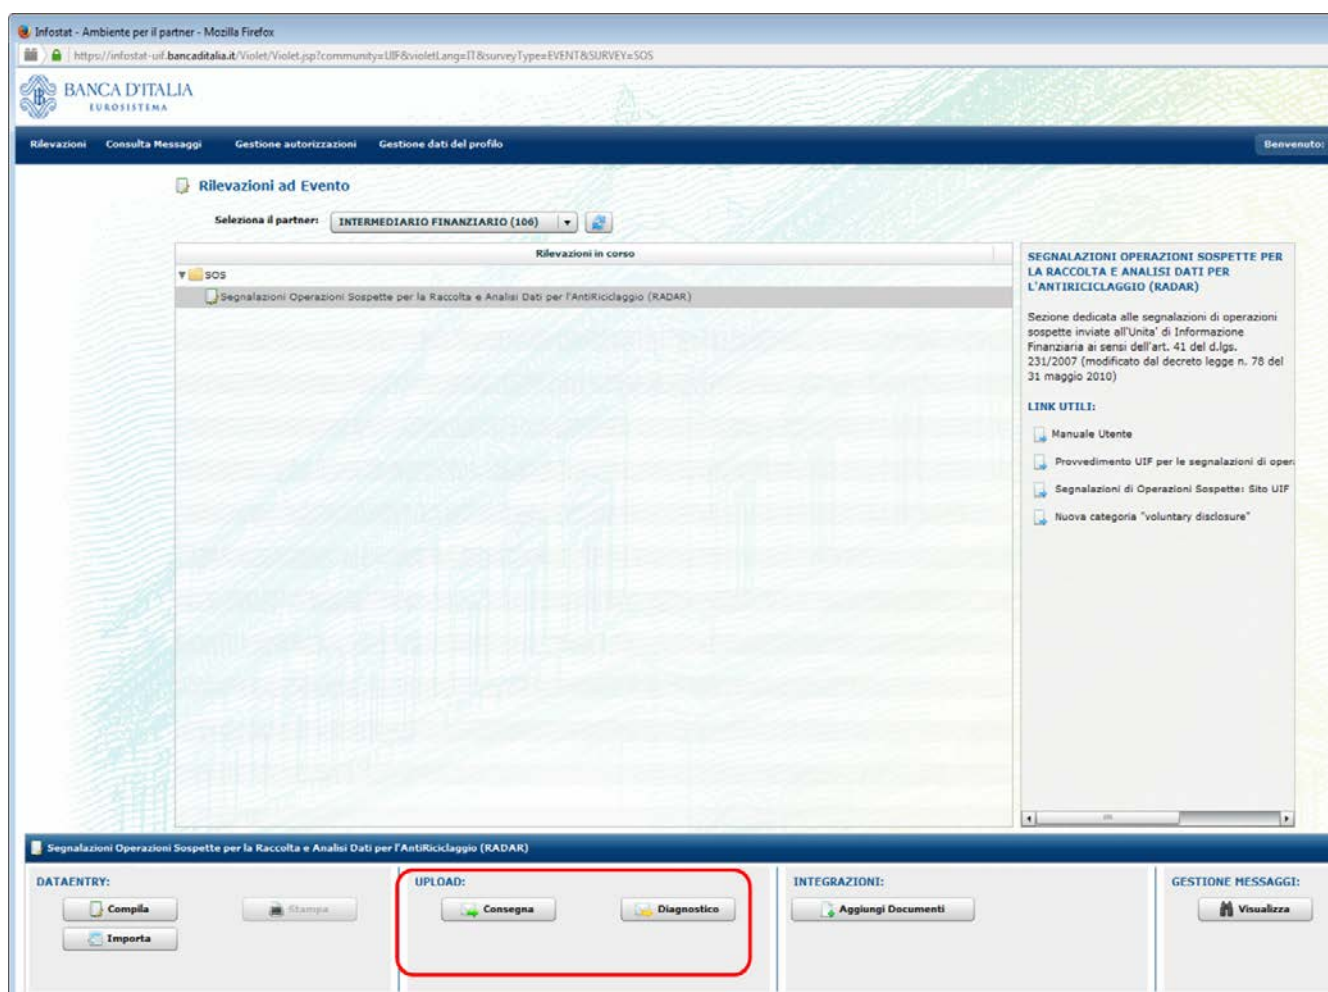 Infostat - Ambiente per il partner - Mozilla Firefox
https://infostat-uif.bancaditalia.it/Violet/Violet.jsp?community=UIF&violetLang=IT&surveyType=EVENT&SURVEY=SOS
BANCA D'ITALIA
EUROSISTEMA
Rilevazioni Consulta Messaggi Gestione autorizzazioni Gestione dati del profilo Benvenuto:
Rilevazioni ad Evento
Seleziona il partner: INTERMEDIARIO FINANZIARIO (106)
Rilevazioni in corso
SOS
Segnalazioni Operazioni Sospette per la Raccolta e Analisi Dati per l'AntiRiciclaggio (RADAR)
SEGNALAZIONI OPERAZIONI SOSPETTE PER
LA RACCOLTA E ANALISI DATI PER
L'ANTIRICICLAGGIO (RADAR)
Sezione dedicata alle segnalazioni di operazioni
sospette inviate all'Unita' di Informazione
Finanziaria ai sensi dell'art. 41 del d.lgs.
231/2007 (modificato dal decreto legge n. 78 del
31 maggio 2010)
LINK UTILI:
Manuale Utente
Provvedimento UIF per le segnalazioni di oper
Segnalazioni di Operazioni Sospette: Sito UIF
Nuova categoria "voluntary disclosure"
Segnalazioni Operazioni Sospette per la Raccolta e Analisi Dati per l'AntiRiciclaggio (RADAR)
DATAENTRY: UPLOAD: INTEGRAZIONI: GESTIONE MESSAGGI:
Compila Stampa Consegna Diagnostico Aggiungi Documenti Visualizza
Importa